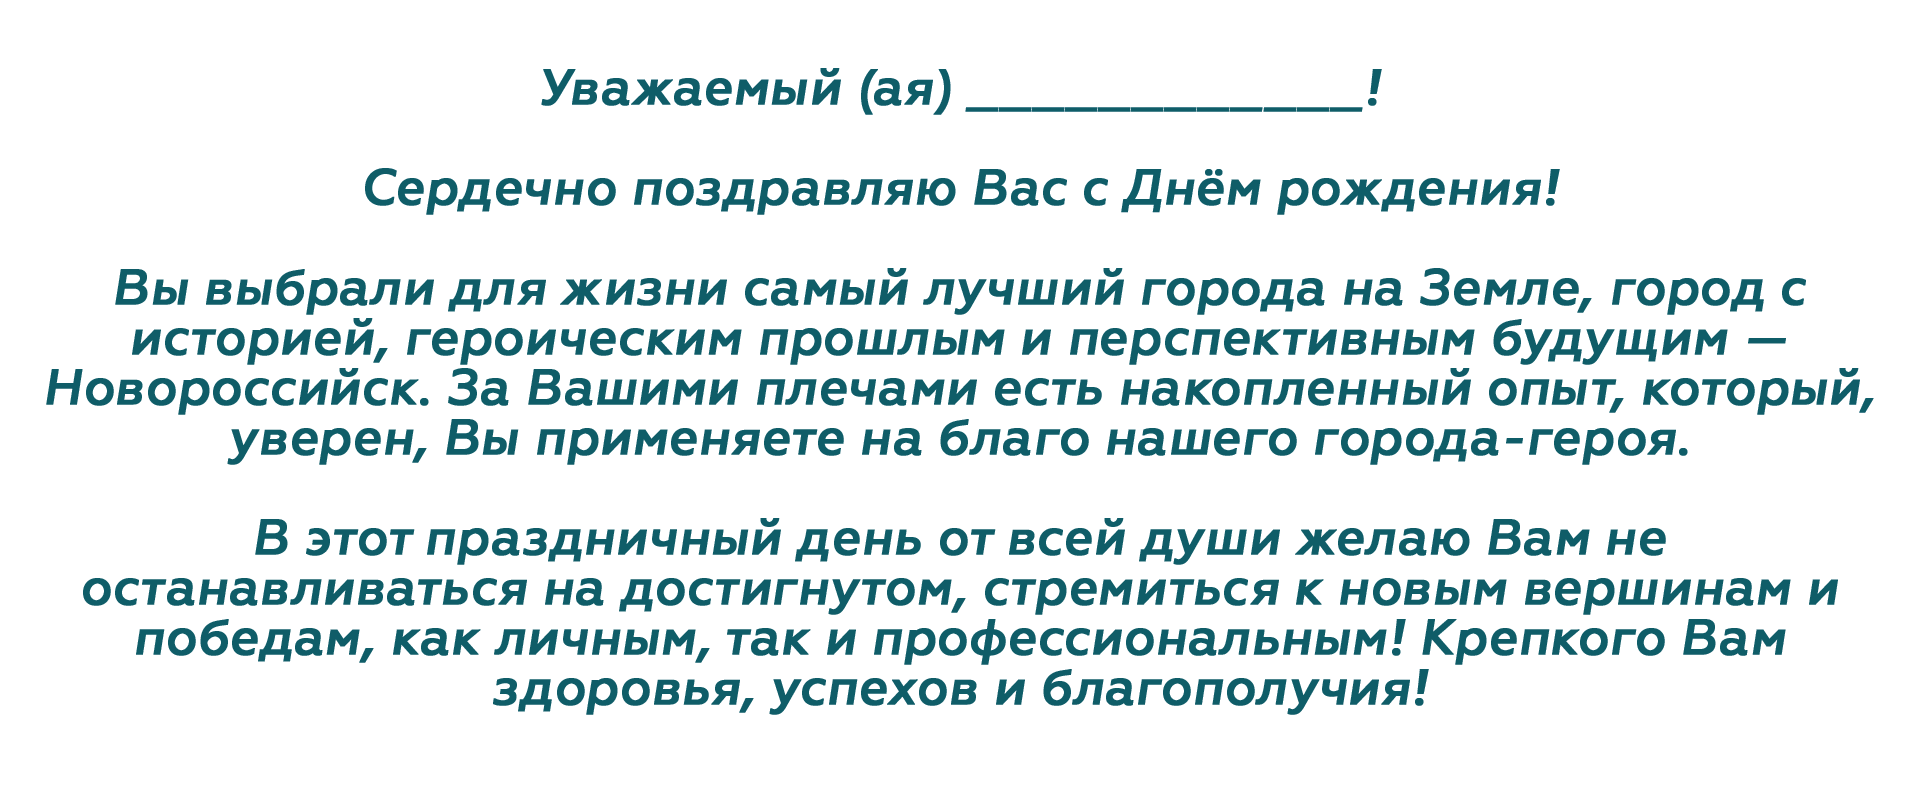 Уважаемый (ая) ____________!
Сердечно поздравляю Вас с Днём рождения!
Вы выбрали для жизни самый лучший города на Земле, город с
историей, героическим прошлым и перспективным будущим —
Новороссийск. За Вашими плечами есть накопленный опыт, который,
уверен, Вы применяете на благо нашего города-героя.
В этот праздничный день от всей души желаю Вам не
останавливаться на достигнутом, стремиться к новым вершинам и
победам, как личным, так и профессиональным! Крепкого Вам
здоровья, успехов и благополучия!